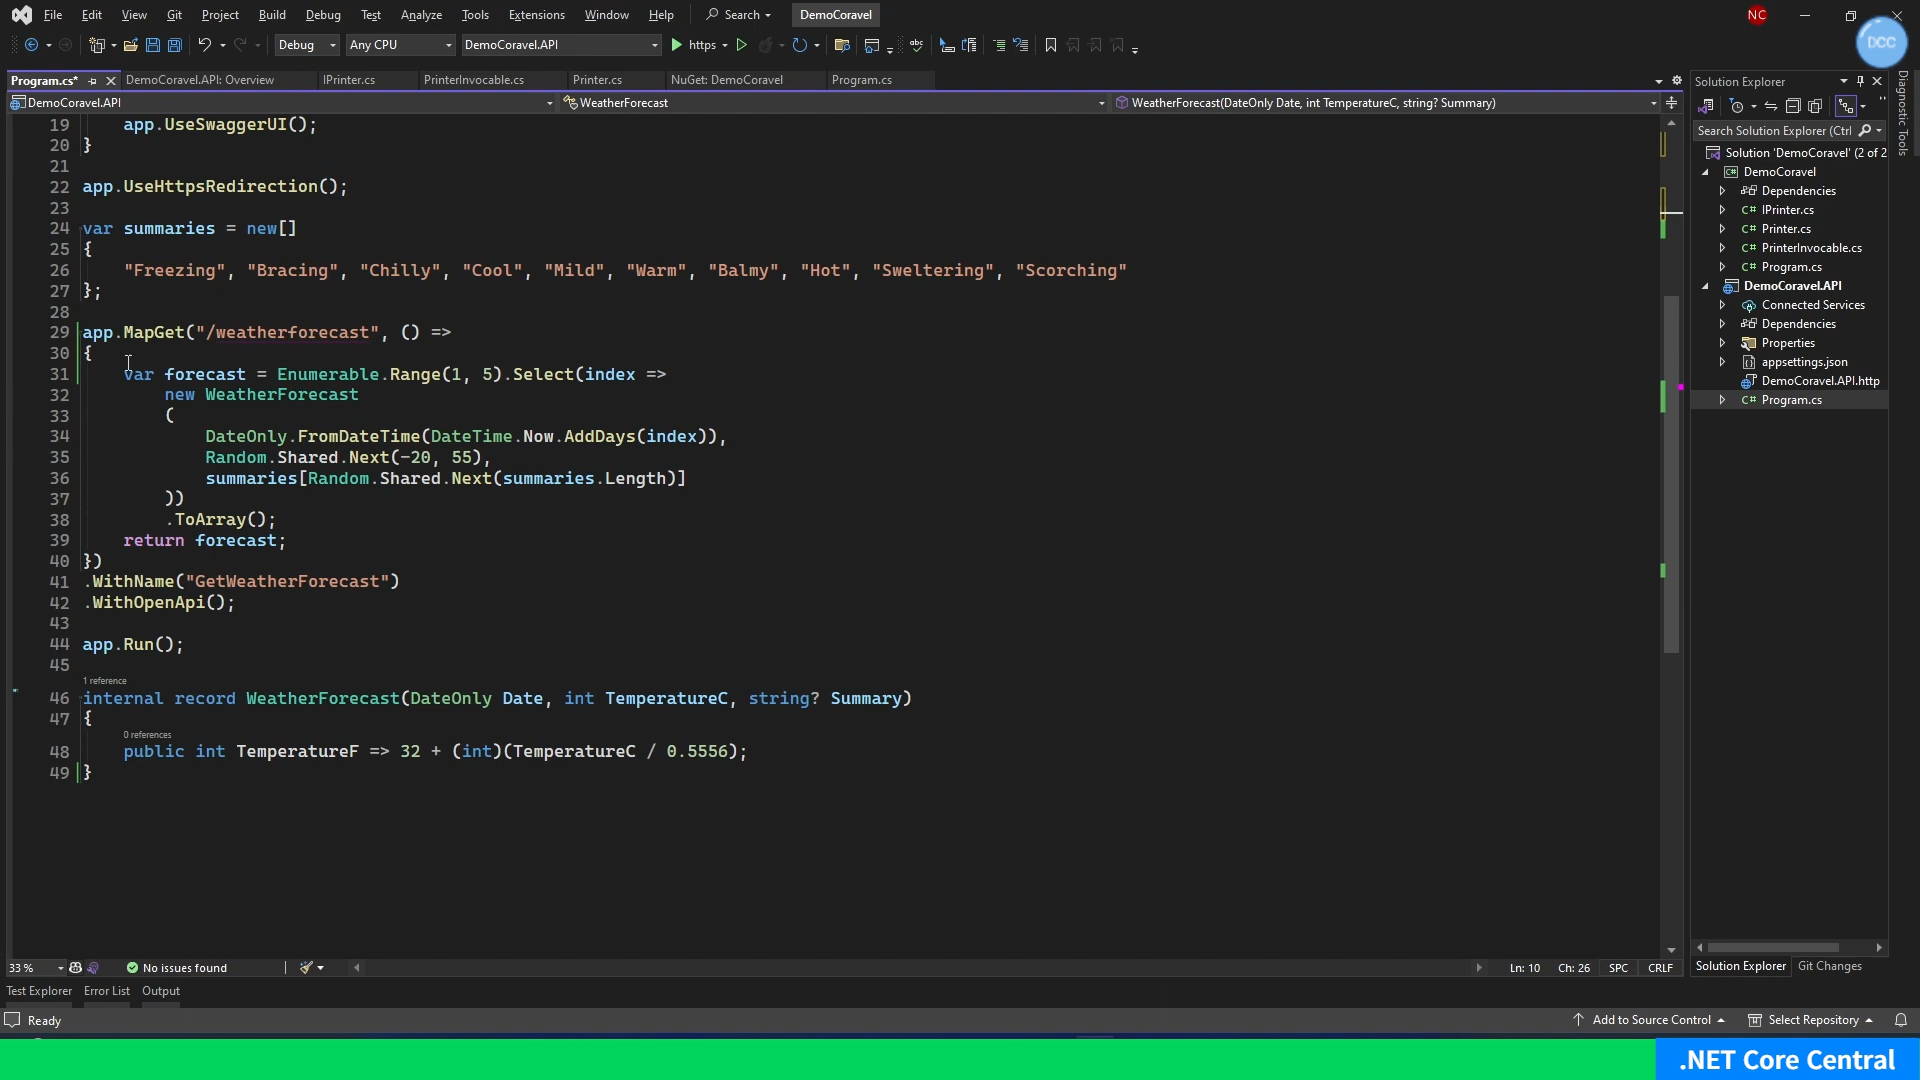 File Edit View Git Project Build Debug Test Analyze Tools Extensions Window Help Search DemoCoravel NC
DCC
Debug Any CPU DemoCoravel.API https
Program.cs* DemoCoravel.API: Overview IPrinter.cs PrinterInvocable.cs Printer.cs NuGet: DemoCoravel Program.cs
DemoCoravel.API WeatherForecast WeatherForecast(DateOnly Date, int TemperatureC, string? Summary)
19 app.UseSwaggerUI();
20 }
21
22 app.UseHttpsRedirection();
23
24 var summaries = new[]
25 {
26 "Freezing", "Bracing", "Chilly", "Cool", "Mild", "Warm", "Balmy", "Hot", "Sweltering", "Scorching"
27 };
28
29 app.MapGet("/weatherforecast", () =>
30 {
31 var forecast = Enumerable.Range(1, 5).Select(index =>
32 new WeatherForecast
33 (
34 DateOnly.FromDateTime(DateTime.Now.AddDays(index)),
35 Random.Shared.Next(-20, 55),
36 summaries[Random.Shared.Next(summaries.Length)]
37 ))
38 .ToArray();
39 return forecast;
40 })
41 .WithName("GetWeatherForecast")
42 .WithOpenApi();
43
44 app.Run();
45
1 reference
46 internal record WeatherForecast(DateOnly Date, int TemperatureC, string? Summary)
47 {
0 references
48 public int TemperatureF => 32 + (int)(TemperatureC / 0.5556);
49 }
33 % No issues found Ln: 10 Ch: 26 SPC CRLF
Test Explorer Error List Output
Solution Explorer
Search Solution Explorer (Ctrl
Solution 'DemoCoravel' (2 of 2
DemoCoravel
Dependencies
IPrinter.cs
Printer.cs
PrinterInvocable.cs
Program.cs
DemoCoravel.API
Connected Services
Dependencies
Properties
appsettings.json
DemoCoravel.API.http
Program.cs
Solution Explorer Git Changes
Diagnostic Tools
Ready Add to Source Control Select Repository
.NET Core Central